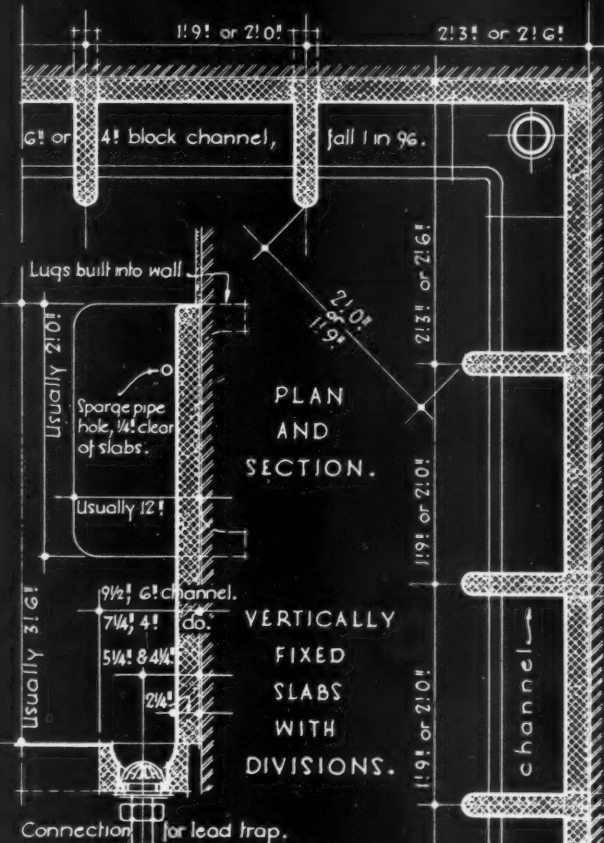 1'.9" or 2'.0"
2'.3" or 2'.6"
6" or 4" block channel, fall 1 in 96.
Lugs built into wall
2'.3" or 2'.6"
2'.0"
or
1'.9"
Usually 2'.0"
Sparge pipe
hole, 1/4" clear
of slabs.
PLAN
AND
SECTION.
Usually 12"
1'.9" or 2'.0"
9½", 6" channel.
7¼", 4" do.
5¼" & 4¼"
2¼"
Usually 3'.6"
VERTICALLY
FIXED
SLABS
WITH
DIVISIONS.
1'.9" or 2'.0"
channel
Connection for lead trap.